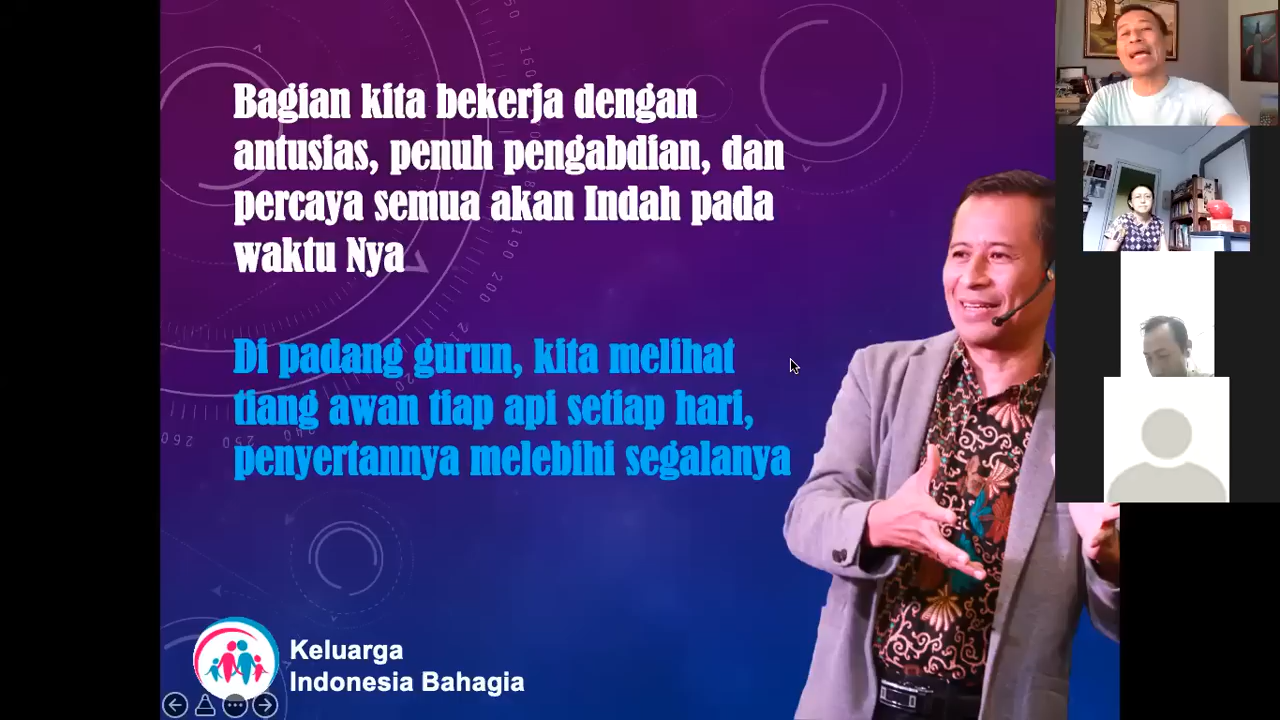 Bagian kita bekerja dengan
antusias, penuh pengabdian, dan
percaya semua akan Indah pada
waktu Nya
Di padang gurun, kita melihat
tiang awan tiap api setiap hari,
penyertannya melebihi segalanya
Keluarga
Indonesia Bahagia